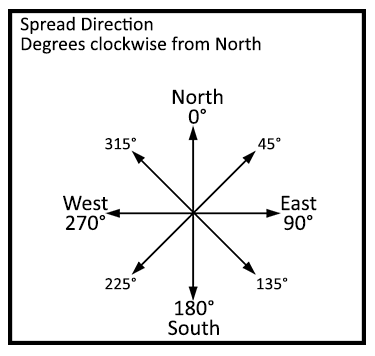 Spread Direction
Degrees clockwise from North
North
0°
315°
45°
West
270°
East
90°
225°
135°
180°
South